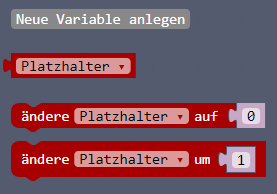 Neue Variable anlegen
Platzhalter
ändere Platzhalter auf 0
ändere Platzhalter um 1